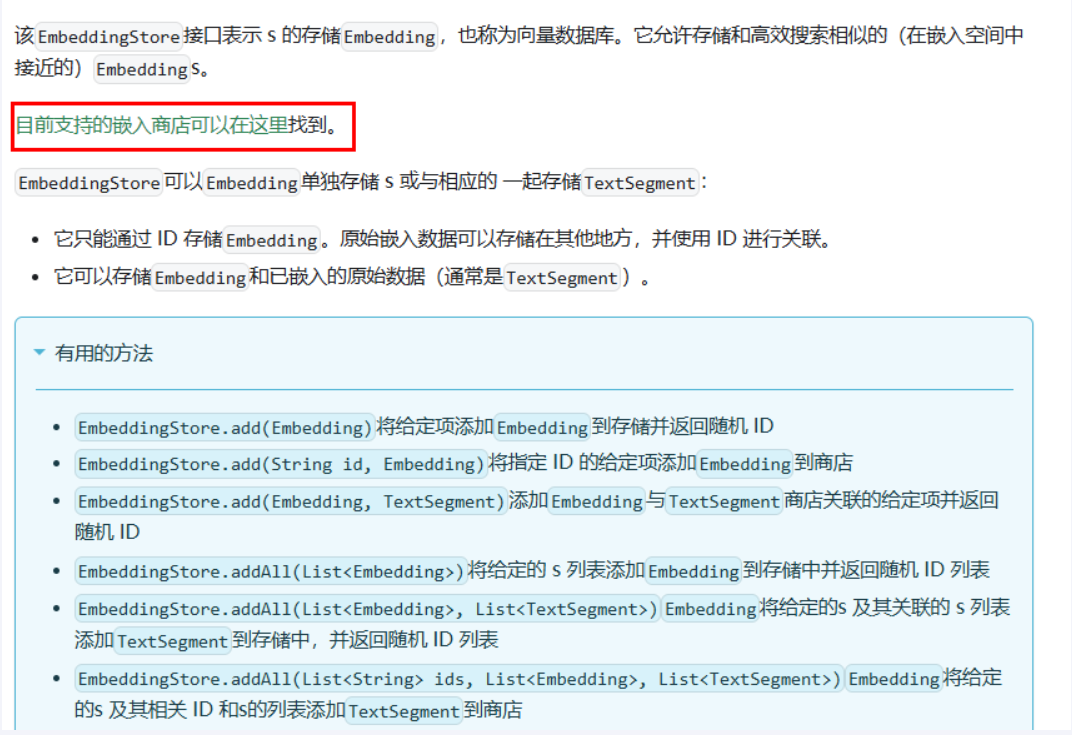 该EmbeddingStore接口表示 s 的存储Embedding，也称为向量数据库。它允许存储和高效搜索相似的（在嵌入空间中
接近的）Embeddings。
目前支持的嵌入商店可以在这里找到。
EmbeddingStore可以Embedding单独存储 s 或与相应的 一起存储TextSegment：
• 它只能通过 ID 存储Embedding。原始嵌入数据可以存储在其他地方，并使用 ID 进行关联。
• 它可以存储Embedding和已嵌入的原始数据（通常是TextSegment）。
有用的方法
• EmbeddingStore.add(Embedding)将给定项添加Embedding到存储并返回随机 ID
• EmbeddingStore.add(String id, Embedding)将指定 ID 的给定项添加Embedding到商店
• EmbeddingStore.add(Embedding, TextSegment)添加Embedding与TextSegment商店关联的给定项并返回
随机 ID
• EmbeddingStore.addAll(List<Embedding>)将给定的 s 列表添加Embedding到存储中并返回随机 ID 列表
• EmbeddingStore.addAll(List<Embedding>, List<TextSegment>)Embedding将给定的s 及其关联的 s 列表
添加TextSegment到存储中，并返回随机 ID 列表
• EmbeddingStore.addAll(List<String> ids, List<Embedding>, List<TextSegment>)Embedding将给定
的s 及其相关 ID 和s的列表添加TextSegment到商店